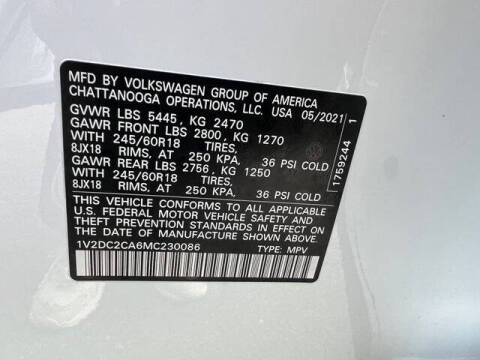 MFD BY VOLKSWAGEN GROUP OF AMERICA
CHATTANOOGA OPERATIONS, LLC. USA 05/2021
GVWR LBS 5445, KG 2470
GAWR FRONT LBS 2800, KG 1270
WITH 245/60R18 TIRES,
8JX18 RIMS, AT 250 KPA, 36 PSI COLD
GAWR REAR LBS 2756, KG 1250
WITH 245/60R18 TIRES,
8JX18 RIMS, AT 250 KPA, 36 PSI COLD
THIS VEHICLE CONFORMS TO ALL APPLICABLE
U.S. FEDERAL MOTOR VEHICLE SAFETY AND
THEFT PREVENTION STANDARDS IN EFFECT ON
THE DATE OF MANUFACTURE SHOWN ABOVE.
1V2DC2CA6MC230086 TYPE: MPV
1759244 1